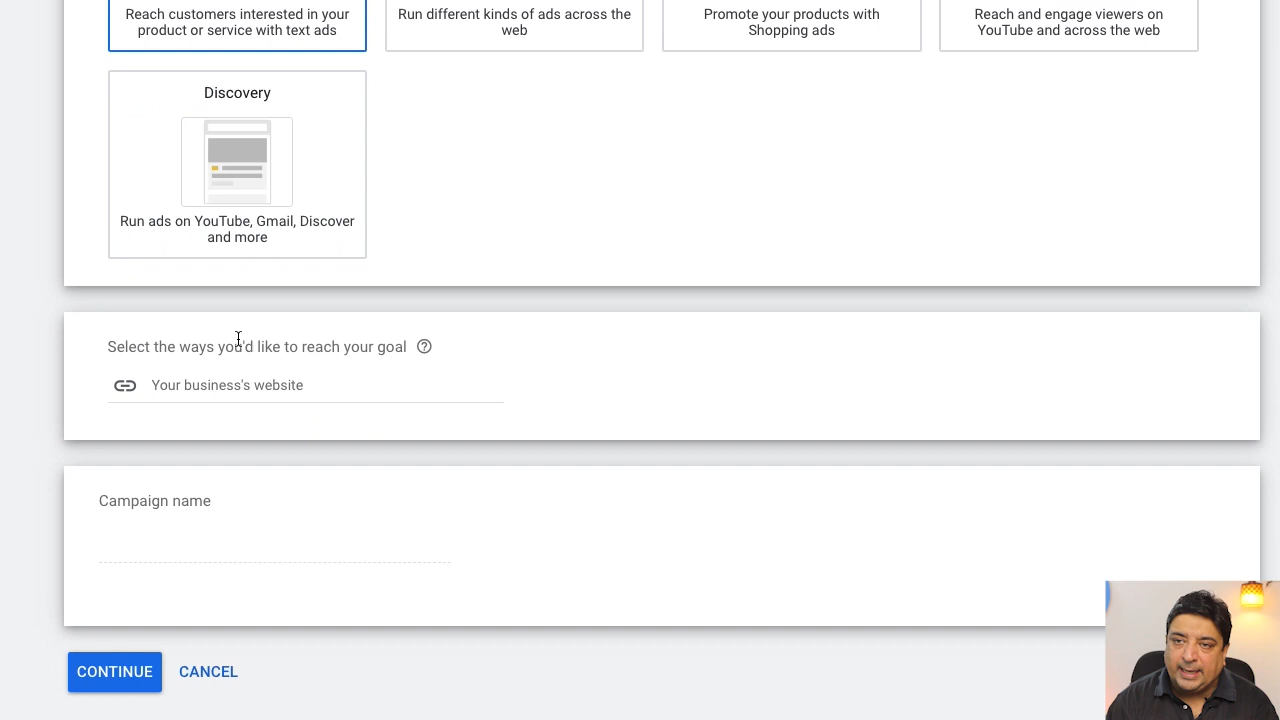 Reach customers interested in your
product or service with text ads
Run different kinds of ads across the
web
Promote your products with
Shopping ads
Reach and engage viewers on
YouTube and across the web
Discovery
Run ads on YouTube, Gmail, Discover
and more
Select the ways you'd like to reach your goal
Your business's website
Campaign name
CONTINUE
CANCEL